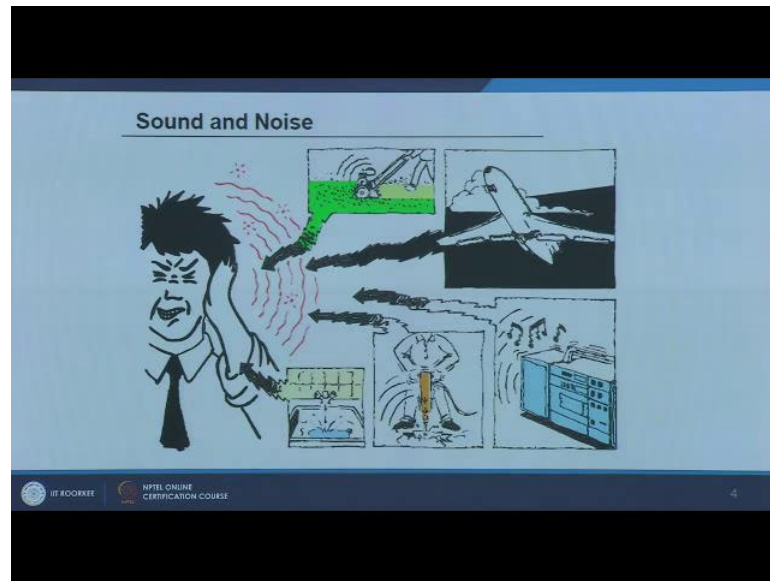 Sound and Noise
IIT ROORKEE
NPTEL ONLINE
CERTIFICATION COURSE
4